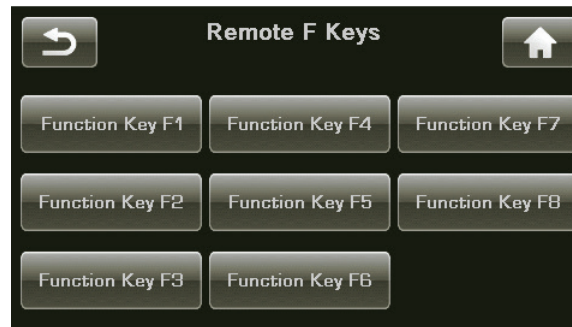 Remote F Keys
Function Key F1 Function Key F4 Function Key F7
Function Key F2 Function Key F5 Function Key F8
Function Key F3 Function Key F6